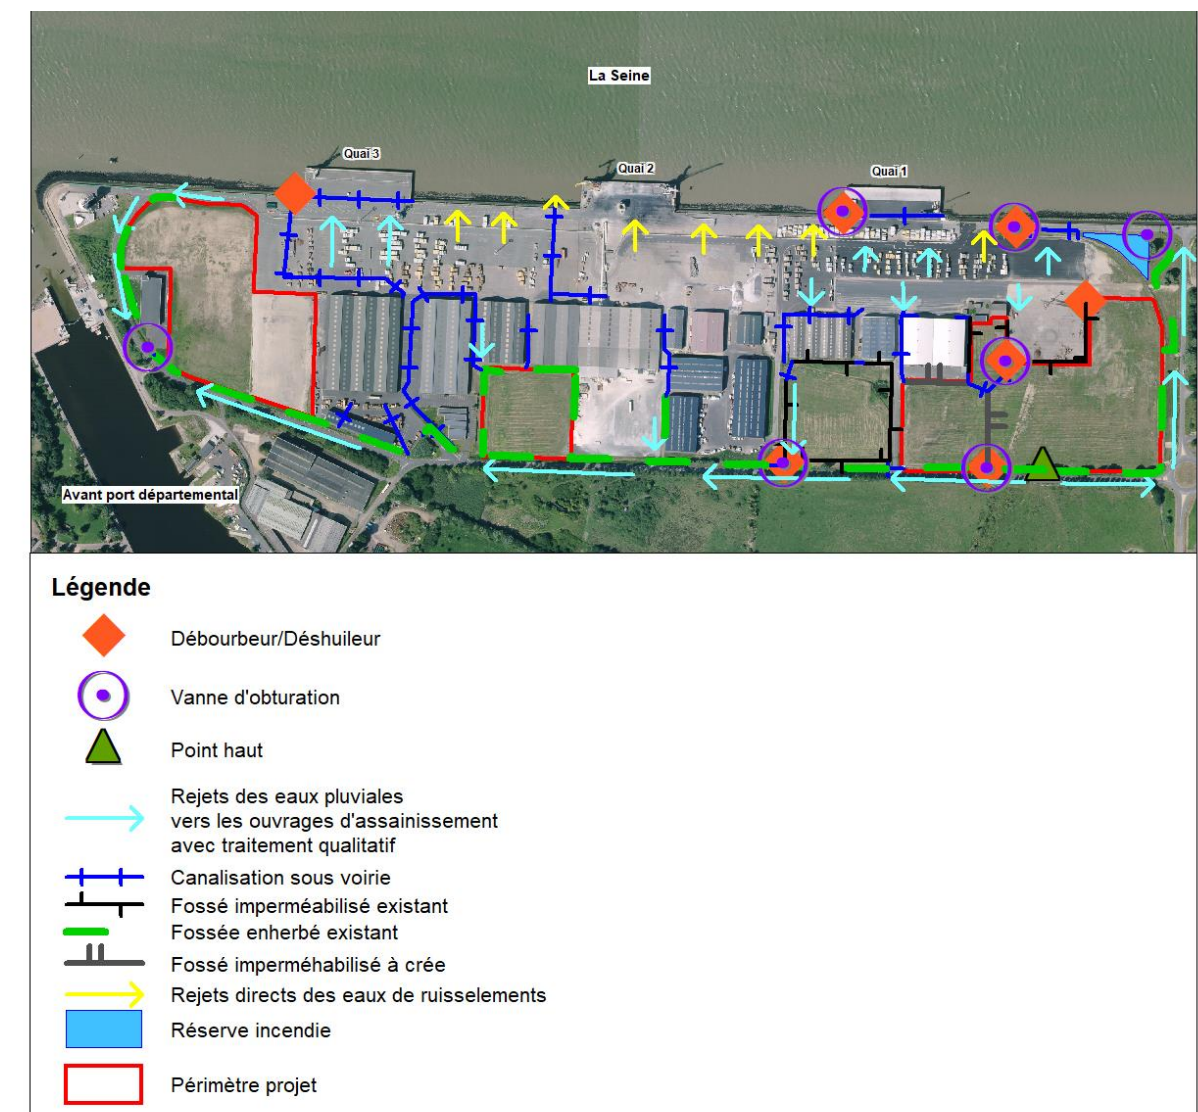 La Seine
Quai 3
Quai 2
Quai 1
Avant port départemental
Légende
Débourbeur/Déshuileur
Vanne d'obturation
Point haut
Rejets des eaux pluviales
vers les ouvrages d'assainissement
avec traitement qualitatif
Canalisation sous voirie
Fossé imperméabilisé existant
Fossée enherbé existant
Fossé imperméhabilisé à crée
Rejets directs des eaux de ruisselements
Réserve incendie
Périmètre projet